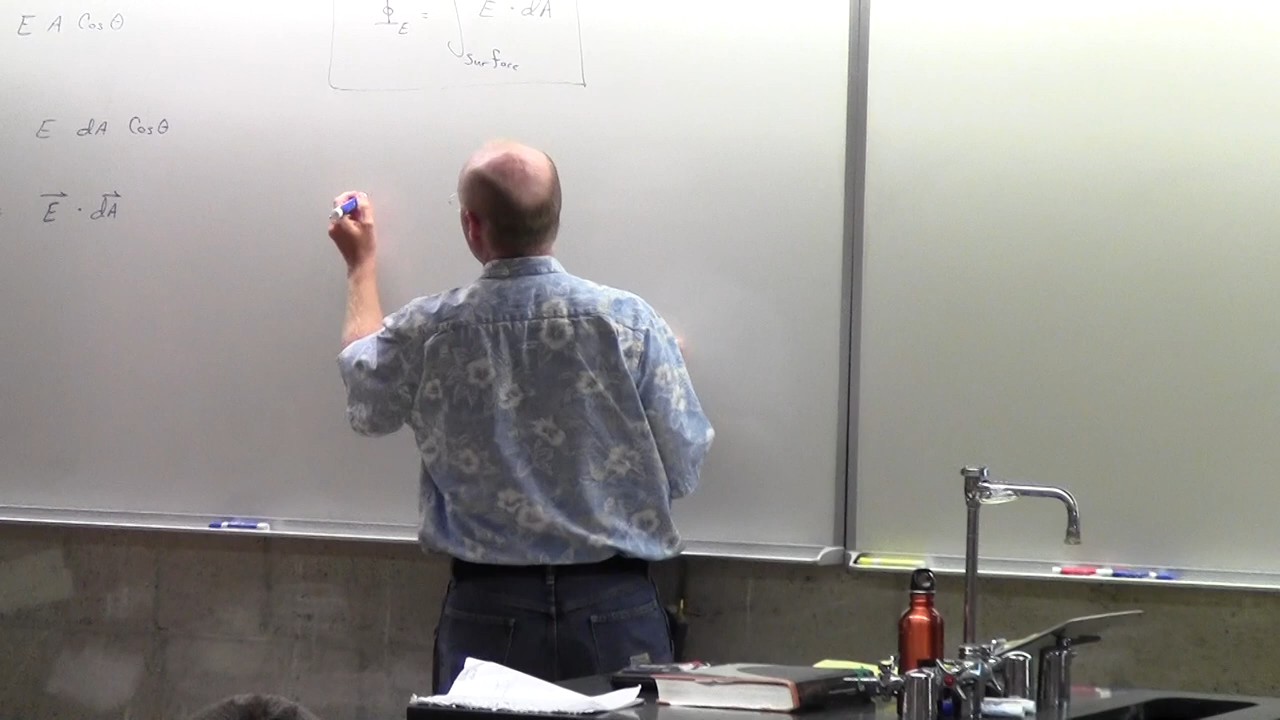 E A Cos θ
Φ_E = ∫ E · dA
Surface
E dA Cos θ
E⃗ · dA⃗